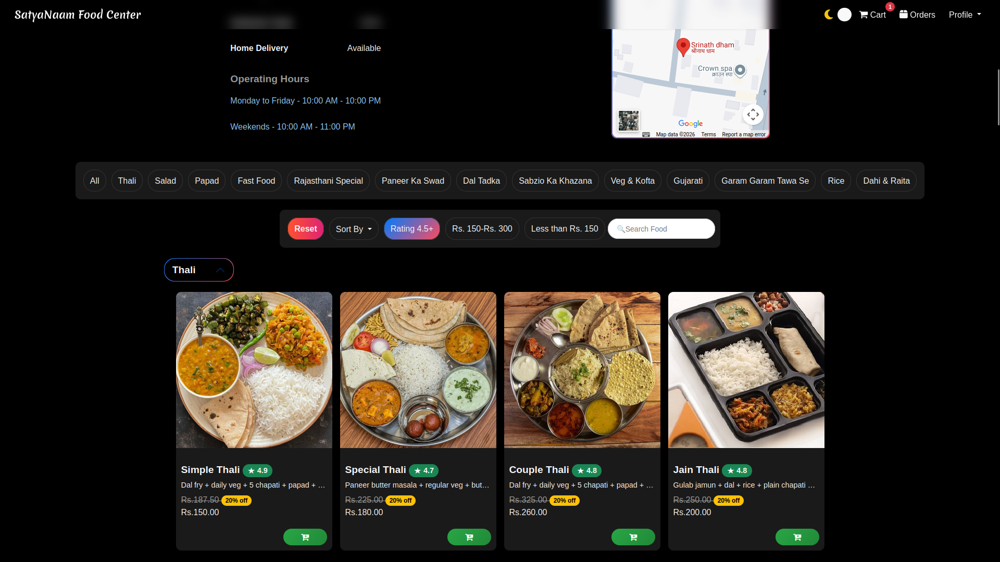 SatyaNaam Food Center
1
Cart
Orders
Profile
Home Delivery Available
Operating Hours
Monday to Friday - 10:00 AM - 10:00 PM
Weekends - 10:00 AM - 11:00 PM
Srinath dham
श्रीनाथ धाम
Crown spa
क्राउन स्पा
Google
Map data ©2026 Terms Report a map error
All Thali Salad Papad Fast Food Rajasthani Special Paneer Ka Swad Dal Tadka Sabzio Ka Khazana Veg & Kofta Gujarati Garam Garam Tawa Se Rice Dahi & Raita
Reset Sort By Rating 4.5+ Rs. 150-Rs. 300 Less than Rs. 150 🔍Search Food
Thali
Simple Thali ★ 4.9
Dal fry + daily veg + 5 chapati + papad + …
Rs.187.50 20% off
Rs.150.00
Special Thali ★ 4.7
Paneer butter masala + regular veg + but…
Rs.225.00 20% off
Rs.180.00
Couple Thali ★ 4.8
Dal fry + daily veg + 5 chapati + papad + …
Rs.325.00 20% off
Rs.260.00
Jain Thali ★ 4.8
Gulab jamun + dal + rice + plain chapati …
Rs.250.00 20% off
Rs.200.00